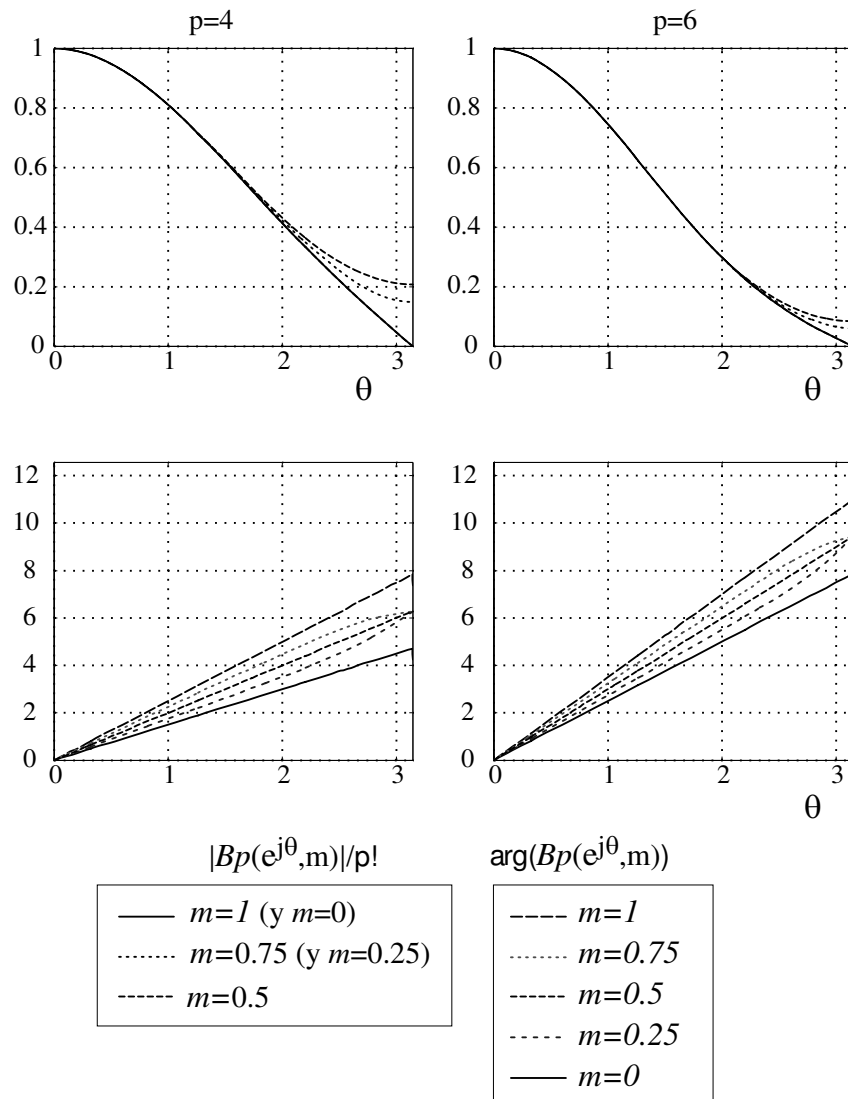 p=4
p=6
1
0.8
0.6
0.4
0.2
0
0 1 2 3
θ
1
0.8
0.6
0.4
0.2
0
0 1 2 3
θ
12
10
8
6
4
2
0
0 1 2 3
12
10
8
6
4
2
0
0 1 2 3
θ
|Bp(e^jθ,m)|/p!
m=1 (y m=0)
m=0.75 (y m=0.25)
m=0.5
arg(Bp(e^jθ,m))
m=1
m=0.75
m=0.5
m=0.25
m=0